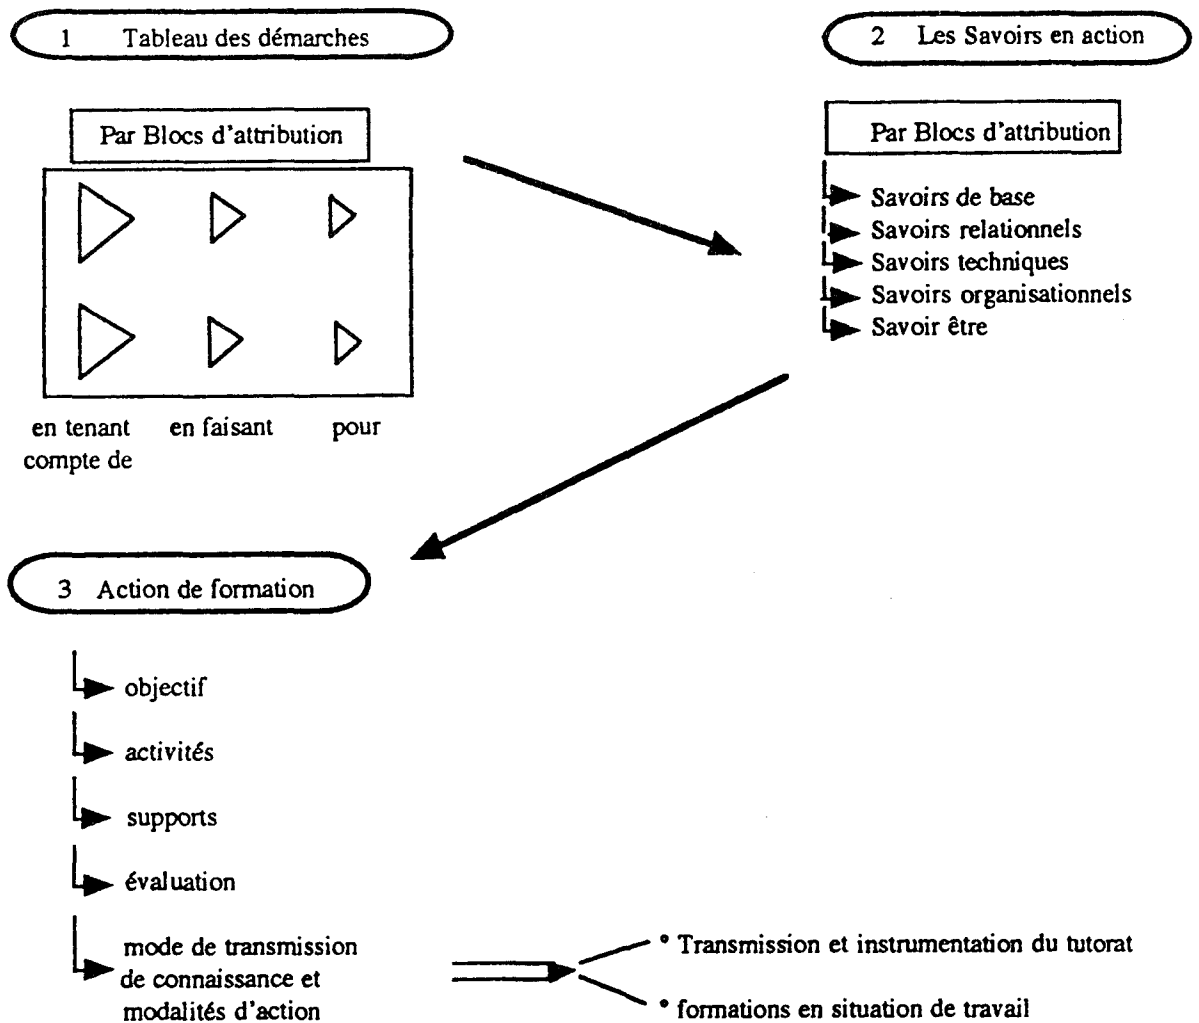 1 Tableau des démarches
Par Blocs d'attribution
en tenant compte de
en faisant
pour
2 Les Savoirs en action
Par Blocs d'attribution
Savoirs de base
Savoirs relationnels
Savoirs techniques
Savoirs organisationnels
Savoir être
3 Action de formation
objectif
activités
supports
évaluation
mode de transmission
de connaissance et
modalités d'action
° Transmission et instrumentation du tutorat
° formations en situation de travail